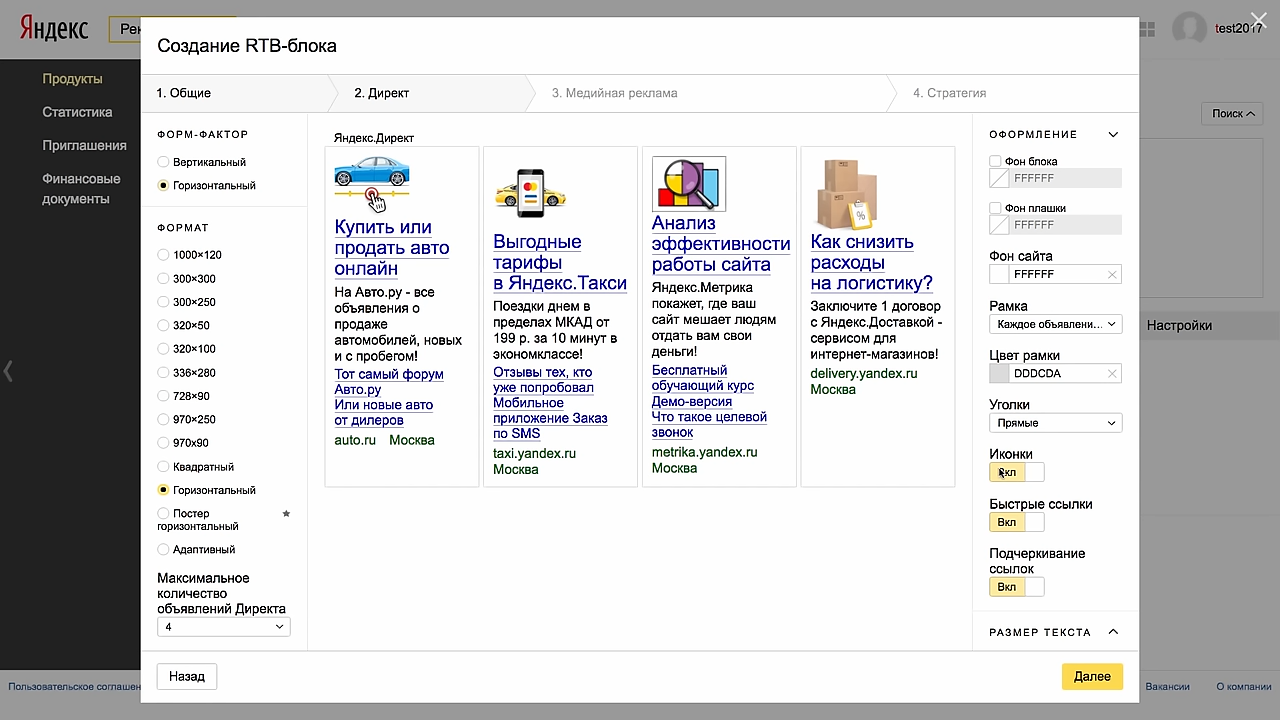 Яндекс
Рек
test2017
Продукты
Статистика
Приглашения
Финансовые
документы
Поиск
Настройки
Создание RTB-блока
1. Общие
2. Директ
3. Медийная реклама
4. Стратегия
ФОРМ-ФАКТОР
Вертикальный
Горизонтальный
ФОРМАТ
1000×120
300×300
300×250
320×50
320×100
336×280
728×90
970×250
970x90
Квадратный
Горизонтальный
Постер
горизонтальный
Адаптивный
Максимальное
количество
объявлений Директа
4
Яндекс.Директ
Купить или
продать авто
онлайн
На Авто.ру - все
объявления о
продаже
автомобилей, новых
и с пробегом!
Тот самый форум
Авто.ру
Или новые авто
от дилеров
auto.ru Москва
Выгодные
тарифы
в Яндекс.Такси
Поездки днем в
пределах МКАД от
199 р. за 10 минут в
экономклассе!
Отзывы тех, кто
уже попробовал
Мобильное
приложение Заказ
по SMS
taxi.yandex.ru
Москва
Анализ
эффективности
работы сайта
Яндекс.Метрика
покажет, где ваш
сайт мешает людям
отдать вам свои
деньги!
Бесплатный
обучающий курс
Демо-версия
Что такое целевой
звонок
metrika.yandex.ru
Москва
%
Как снизить
расходы
на логистику?
Заключите 1 договор
с Яндекс.Доставкой -
сервисом для
интернет-магазинов!
delivery.yandex.ru
Москва
ОФОРМЛЕНИЕ
Фон блока
FFFFFF
Фон плашки
FFFFFF
Фон сайта
FFFFFF
Рамка
Каждое объявлени...
Цвет рамки
DDDCDA
Уголки
Прямые
Иконки
Вкл
Быстрые ссылки
Вкл
Подчеркивание
ссылок
Вкл
РАЗМЕР ТЕКСТА
Назад
Далее
Пользовательское соглашен
Вакансии
О компании